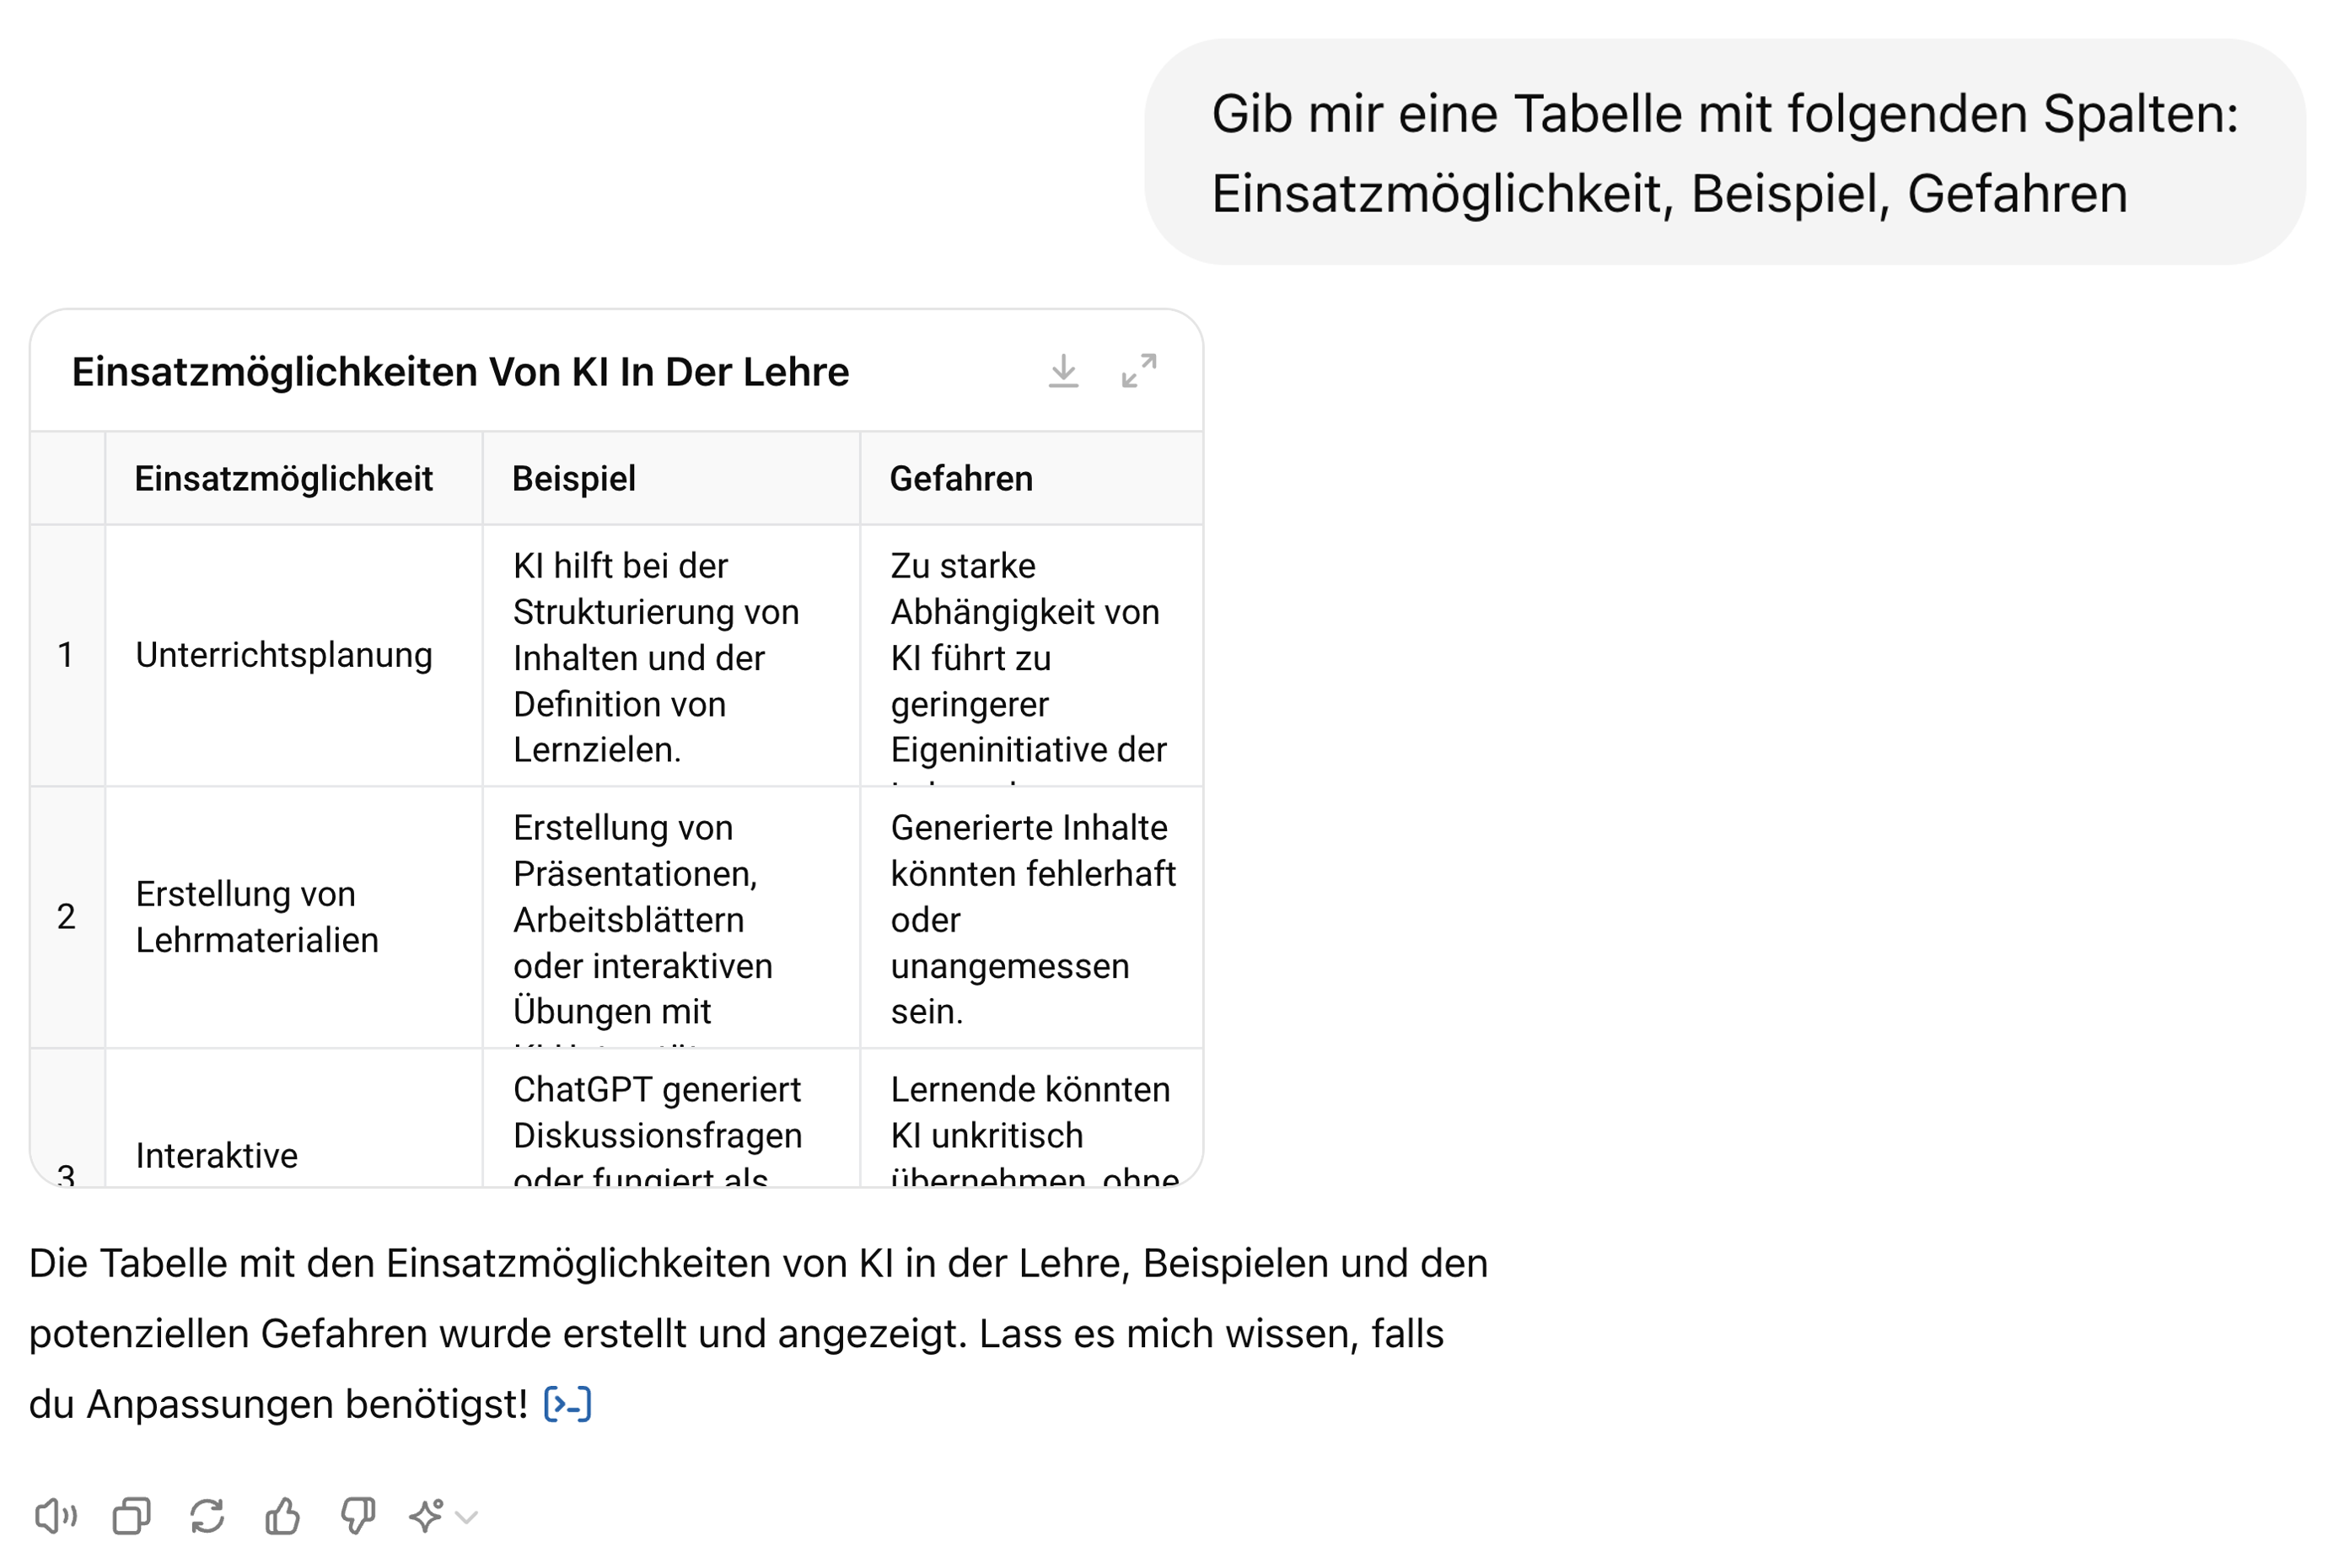 Gib mir eine Tabelle mit folgenden Spalten:
Einsatzmöglichkeit, Beispiel, Gefahren
Einsatzmöglichkeiten Von KI In Der Lehre
Einsatzmöglichkeit
Beispiel
Gefahren
1
Unterrichtsplanung
KI hilft bei der
Strukturierung von
Inhalten und der
Definition von
Lernzielen.
Zu starke
Abhängigkeit von
KI führt zu
geringerer
Eigeninitiative der
2
Erstellung von
Lehrmaterialien
Erstellung von
Präsentationen,
Arbeitsblättern
oder interaktiven
Übungen mit
Generierte Inhalte
könnten fehlerhaft
oder
unangemessen
sein.
3
Interaktive
ChatGPT generiert
Diskussionsfragen
oder fungiert als
Lernende könnten
KI unkritisch
übernehmen, ohne
Die Tabelle mit den Einsatzmöglichkeiten von KI in der Lehre, Beispielen und den
potenziellen Gefahren wurde erstellt und angezeigt. Lass es mich wissen, falls
du Anpassungen benötigst!